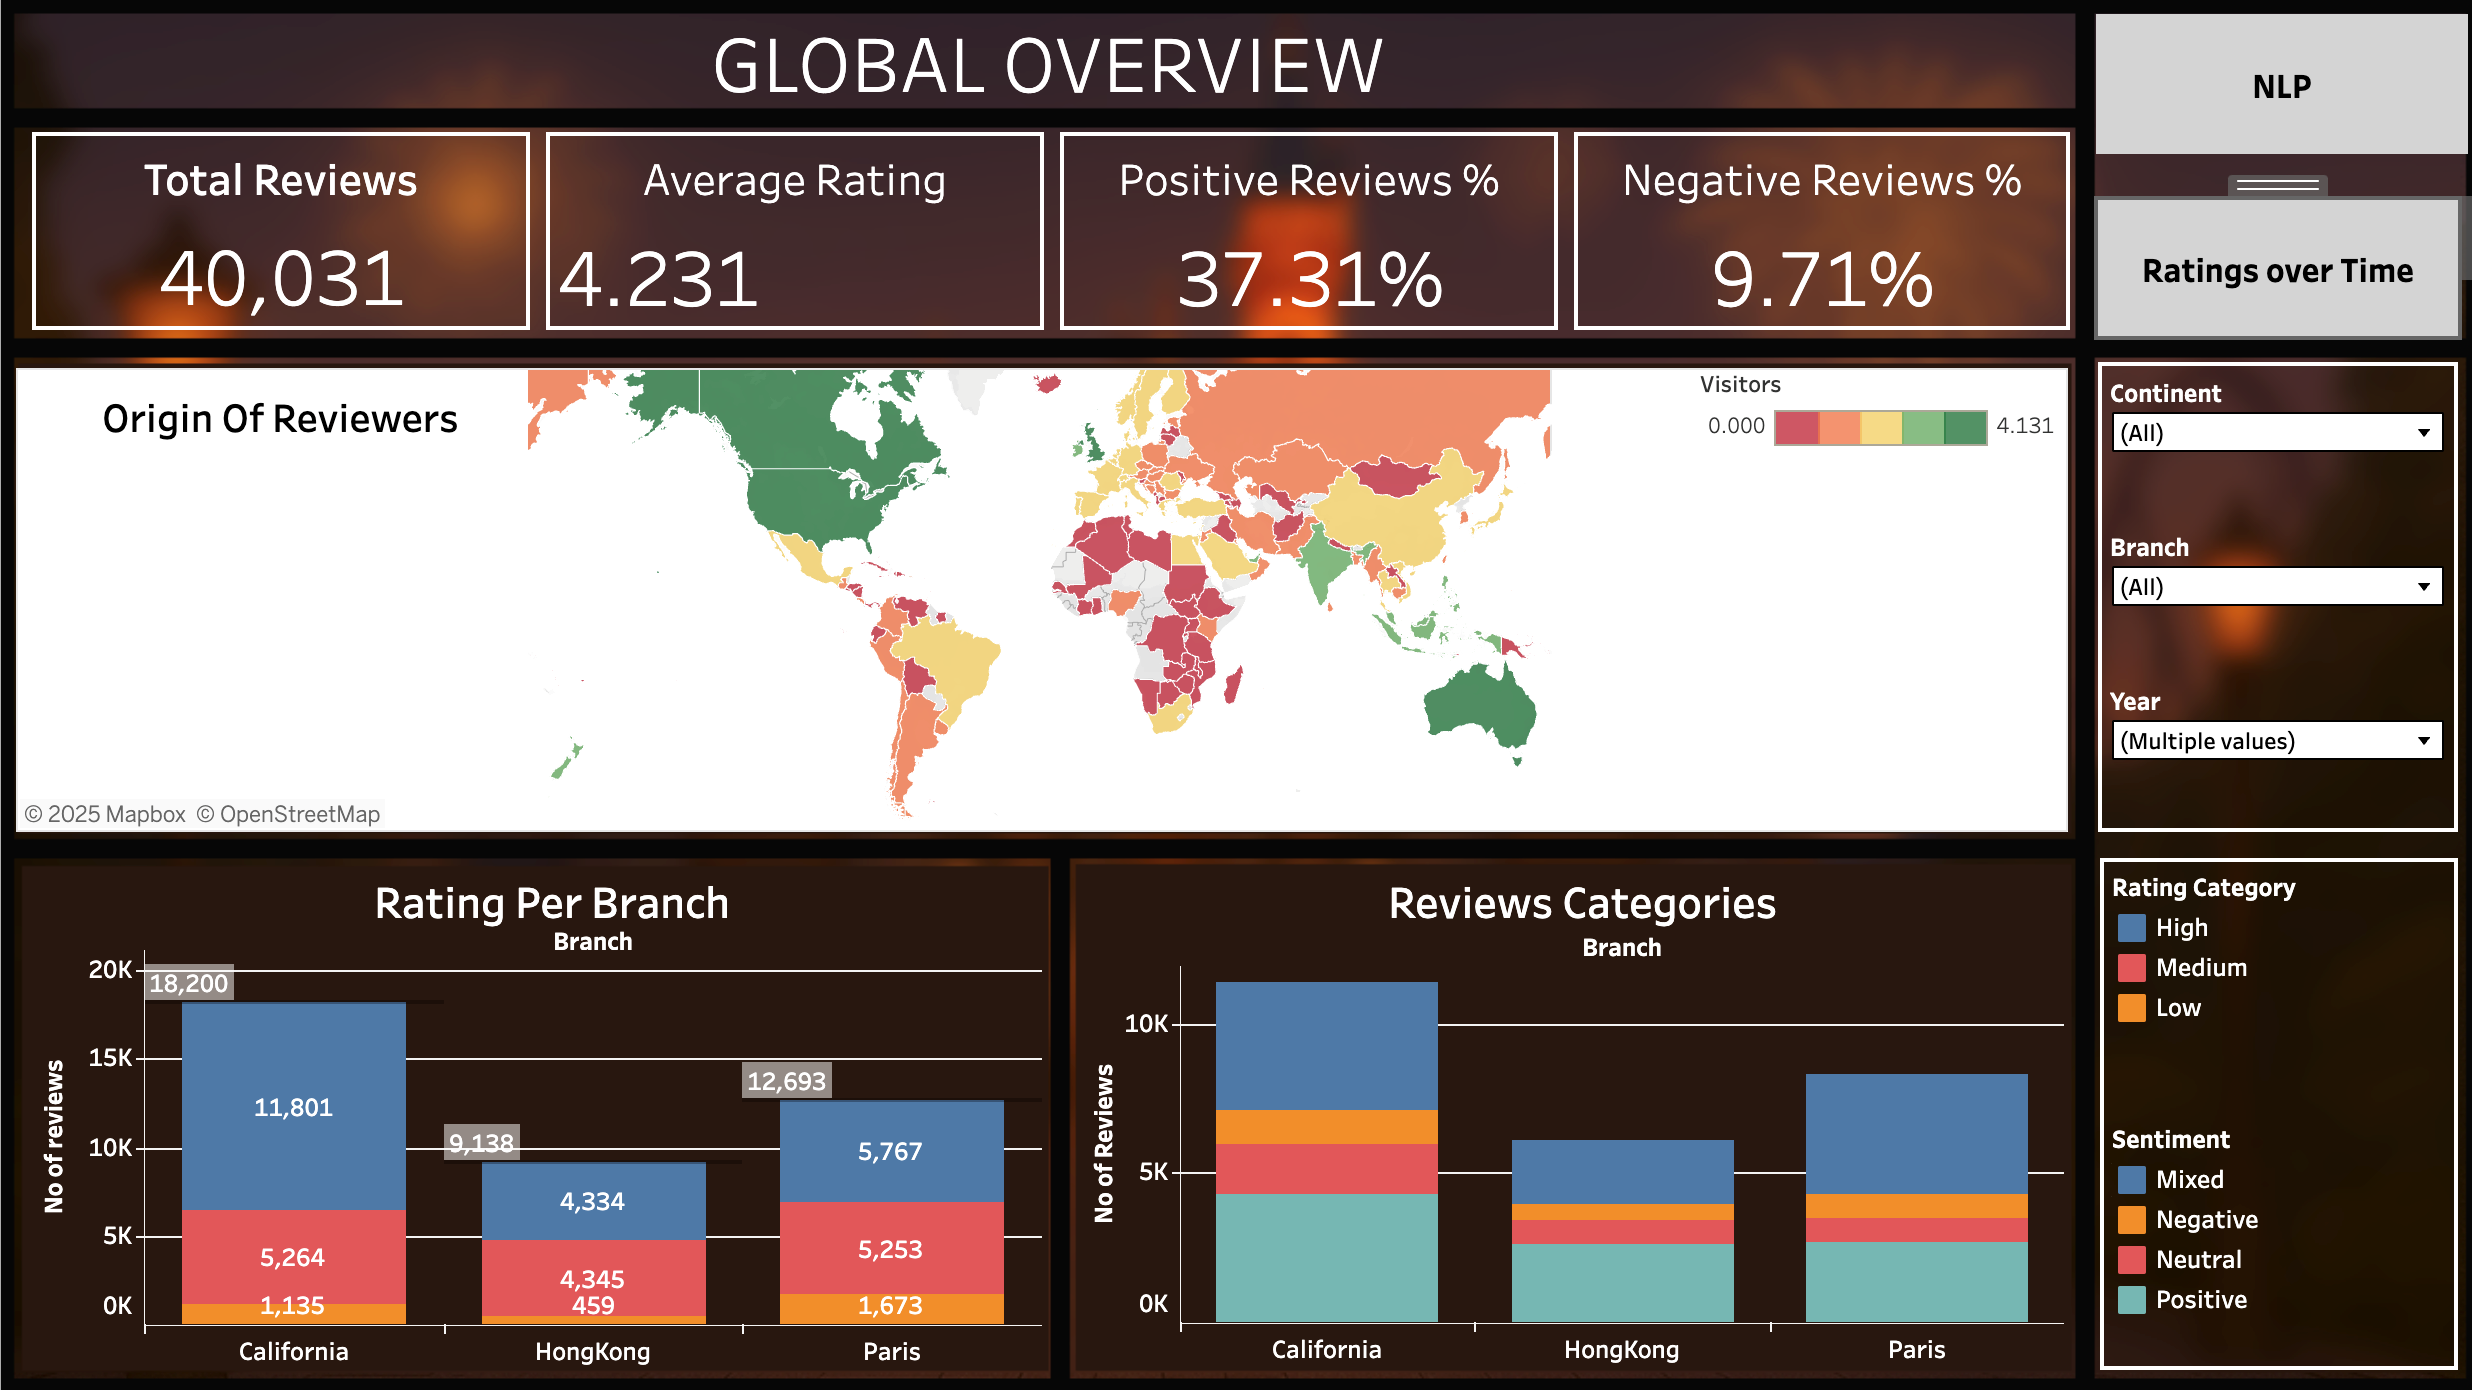 GLOBAL OVERVIEW
NLP
Total Reviews
40,031
Average Rating
4.231
Positive Reviews %
37.31%
Negative Reviews %
9.71%
Ratings over Time
Origin Of Reviewers
Visitors
0.000
4.131
© 2025 Mapbox © OpenStreetMap
Continent
(All)
Branch
(All)
Year
(Multiple values)
Rating Per Branch
Branch
No of reviews
20K
15K
10K
5K
0K
18,200
11,801
5,264
1,135
9,138
4,334
4,345
459
12,693
5,767
5,253
1,673
California
HongKong
Paris
Reviews Categories
Branch
No of Reviews
10K
5K
0K
California
HongKong
Paris
Rating Category
High
Medium
Low
Sentiment
Mixed
Negative
Neutral
Positive